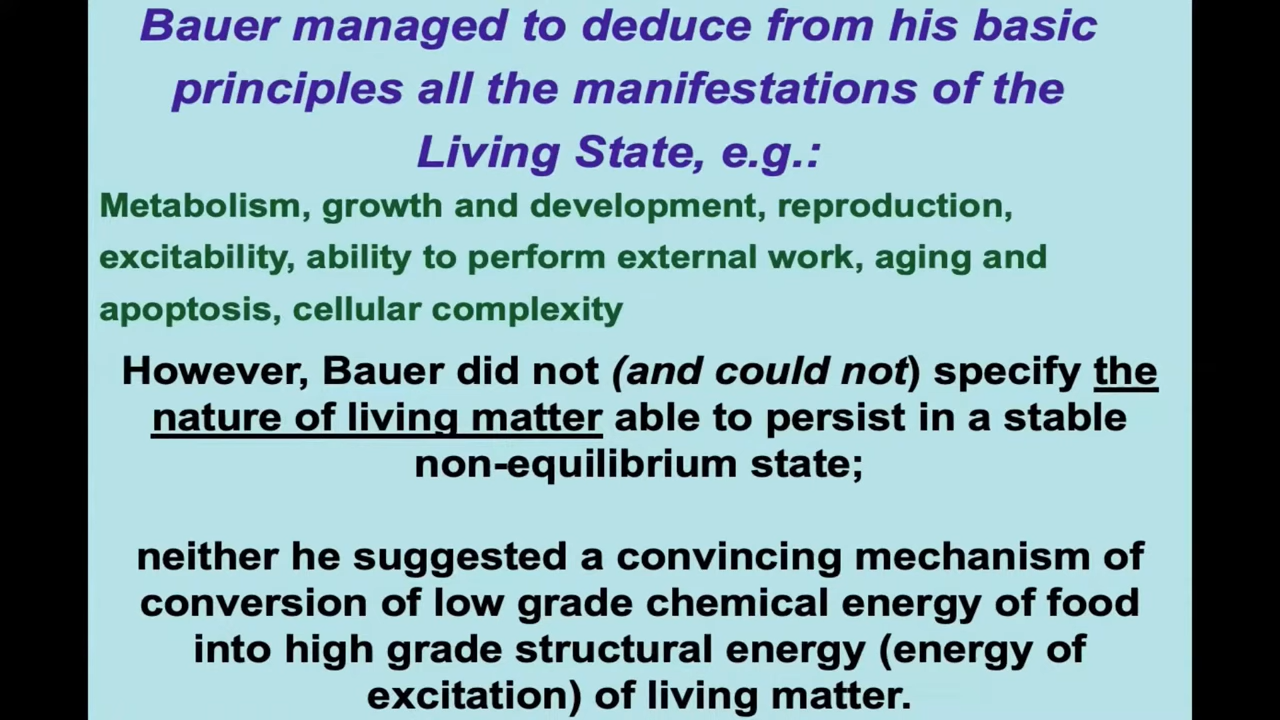 Bauer managed to deduce from his basic
principles all the manifestations of the
Living State, e.g.:
Metabolism, growth and development, reproduction,
excitability, ability to perform external work, aging and
apoptosis, cellular complexity
However, Bauer did not (and could not) specify the
nature of living matter able to persist in a stable
non-equilibrium state;
neither he suggested a convincing mechanism of
conversion of low grade chemical energy of food
into high grade structural energy (energy of
excitation) of living matter.